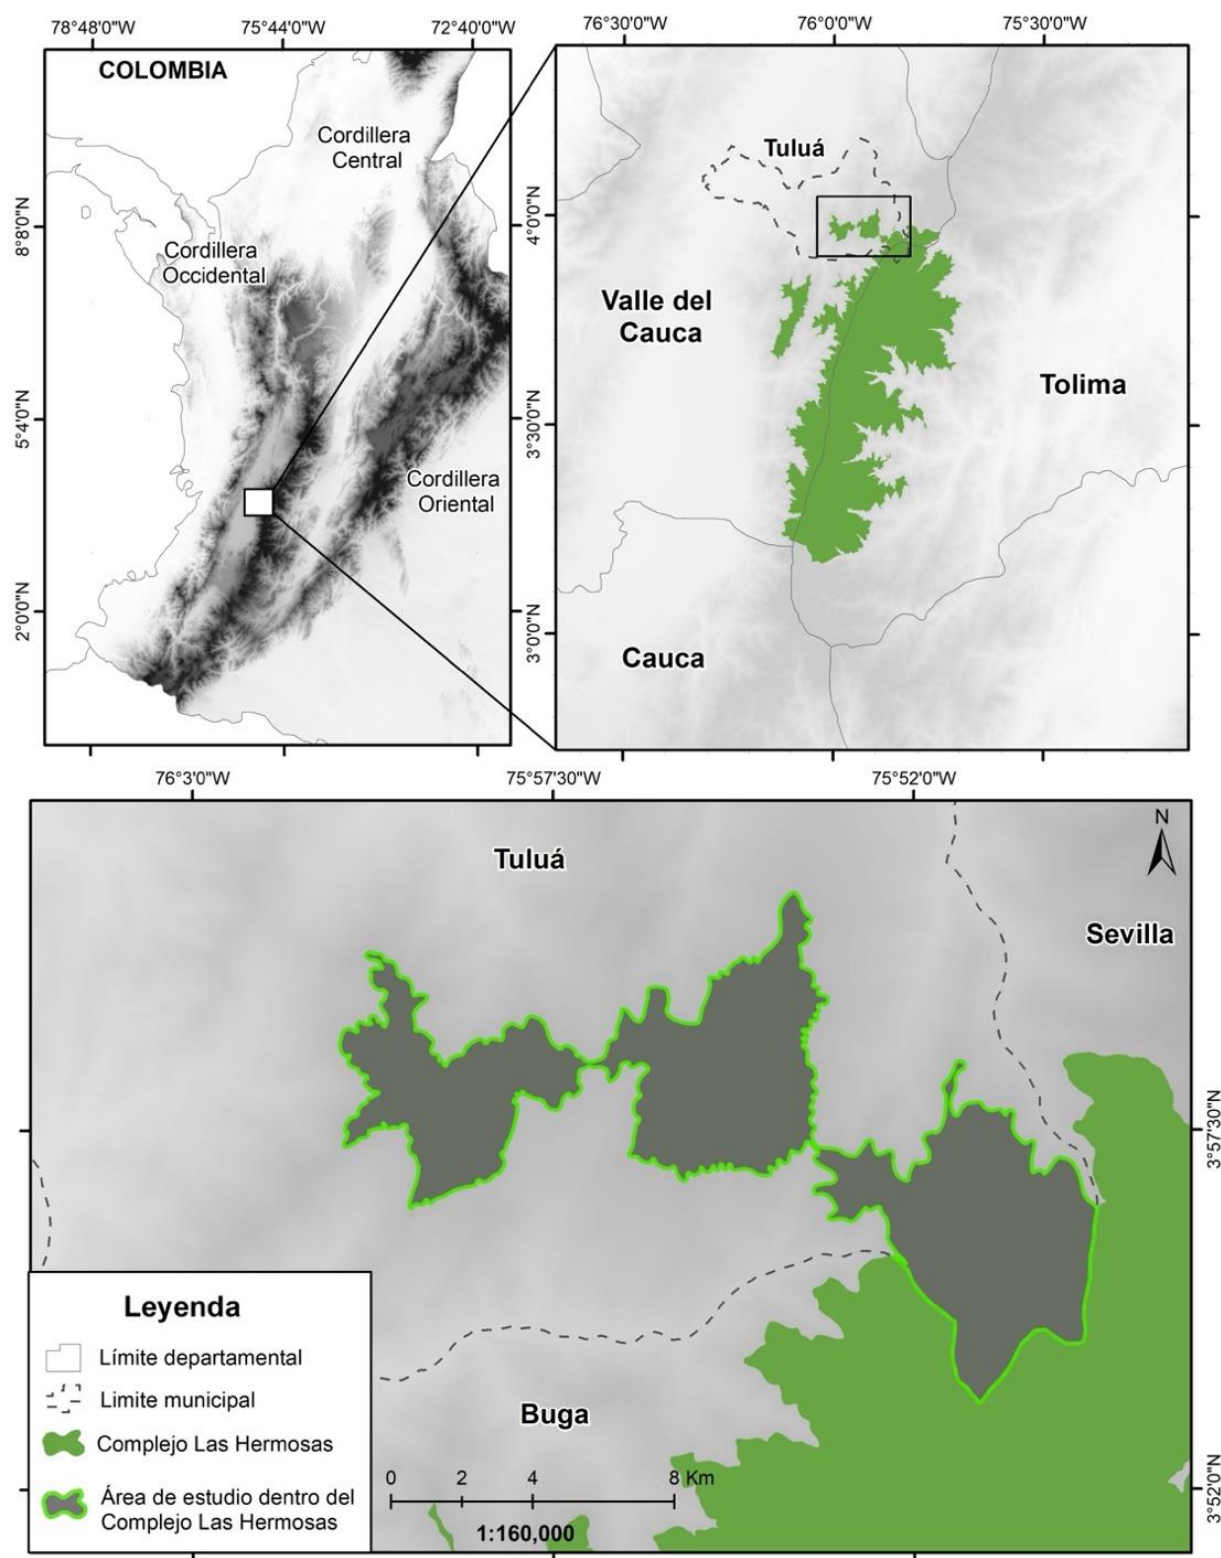 78°48'0"W
75°44'0"W
72°40'0"W
COLOMBIA
Cordillera
Central
Cordillera
Occidental
Cordillera
Oriental
8°8'0"N
5°4'0"N
2°0'0"N
76°30'0"W
76°0'0"W
75°30'0"W
4°0'0"N
3°30'0"N
3°0'0"N
Tuluá
Valle del
Cauca
Tolima
Cauca
76°3'0"W
75°57'30"W
75°52'0"W
N
Tuluá
Sevilla
3°57'30"N
3°52'0"N
Buga
0 2 4 8 Km
1:160,000
Leyenda
Límite departamental
Limite municipal
Complejo Las Hermosas
Área de estudio dentro del
Complejo Las Hermosas